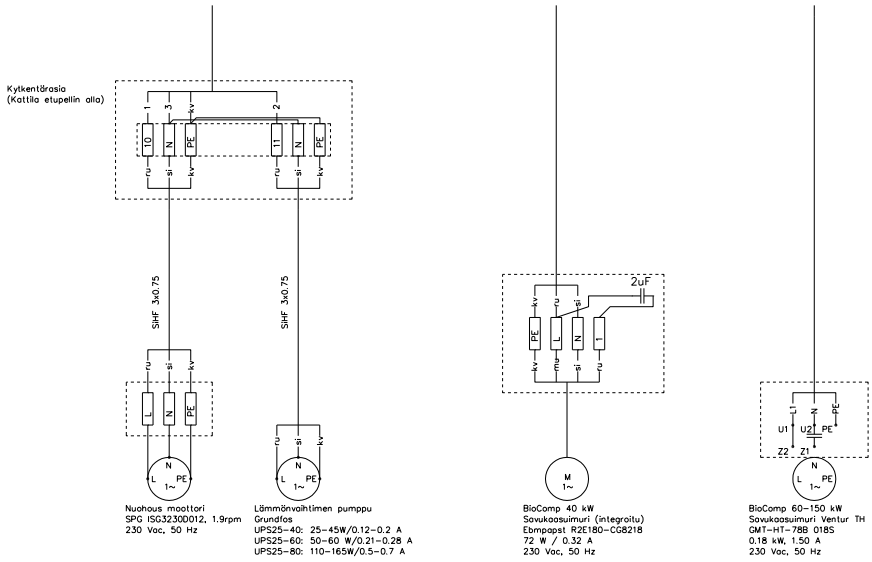 Kytkentärasia
(Kattila etupellin alla)
1
3
kv
2
10
N
PE
11
N
PE
ru
si
kv
ru
si
kv
SiHF 3x0.75
SiHF 3x0.75
ru
si
kv
L
N
PE
ru
si
kv
N
L
PE
1~
N
L
PE
1~
Nuohous moottori
SPG ISG3230D012, 1.9rpm
230 Vac, 50 Hz
Lämmönvaihtimen pumppu
Grundfos
UPS25-40: 25-45W/0.12-0.2 A
UPS25-60: 50-60 W/0.21-0.28 A
UPS25-80: 110-165W/0.5-0.7 A
2uF
kv
ru
si
PE
L
N
1
kv
mu
si
ru
M
1~
BioComp 40 kW
Savukaasuimuri (integroitu)
Ebmpapst R2E180-CG8218
72 W / 0.32 A
230 Vac, 50 Hz
L1
N
PE
U1
U2
PE
Z2
Z1
N
L
PE
1~
BioComp 60-150 kW
Savukaasuimuri Ventur TH
GMT-HT-78B 018S
0.18 kW, 1.50 A
230 Vac, 50 Hz